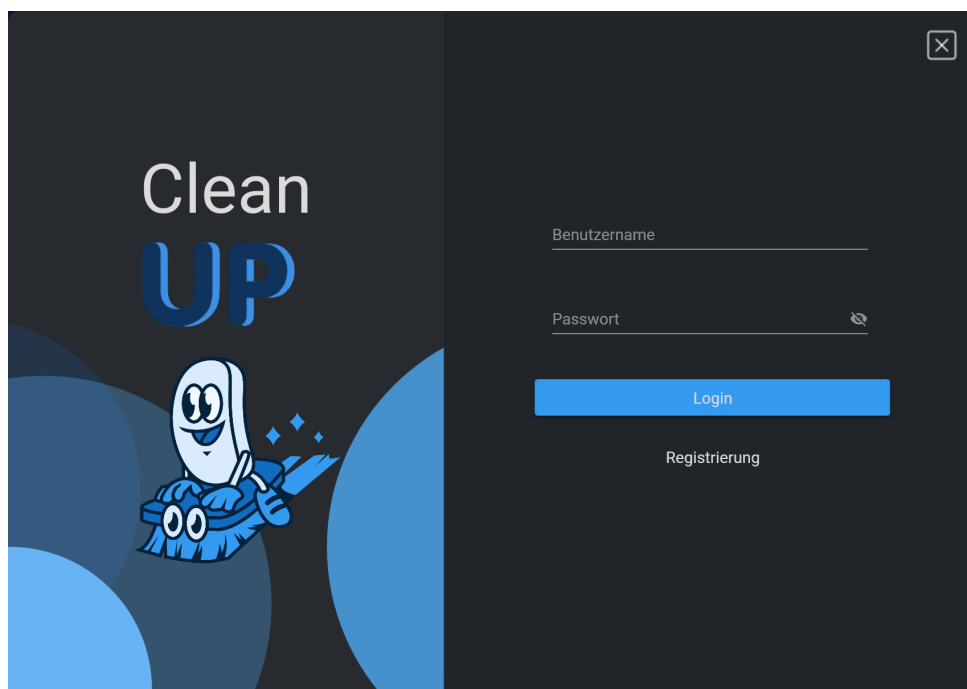 Clean
UP
Benutzername
Passwort
Login
Registrierung